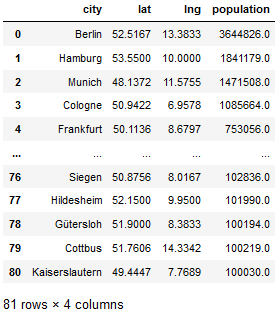 city lat lng population
0 Berlin 52.5167 13.3833 3644826.0
1 Hamburg 53.5500 10.0000 1841179.0
2 Munich 48.1372 11.5755 1471508.0
3 Cologne 50.9422 6.9578 1085664.0
4 Frankfurt 50.1136 8.6797 753056.0
... ... ... ... ...
76 Siegen 50.8756 8.0167 102836.0
77 Hildesheim 52.1500 9.9500 101990.0
78 Gütersloh 51.9000 8.3833 100194.0
79 Cottbus 51.7606 14.3342 100219.0
80 Kaiserslautern 49.4447 7.7689 100030.0
81 rows × 4 columns